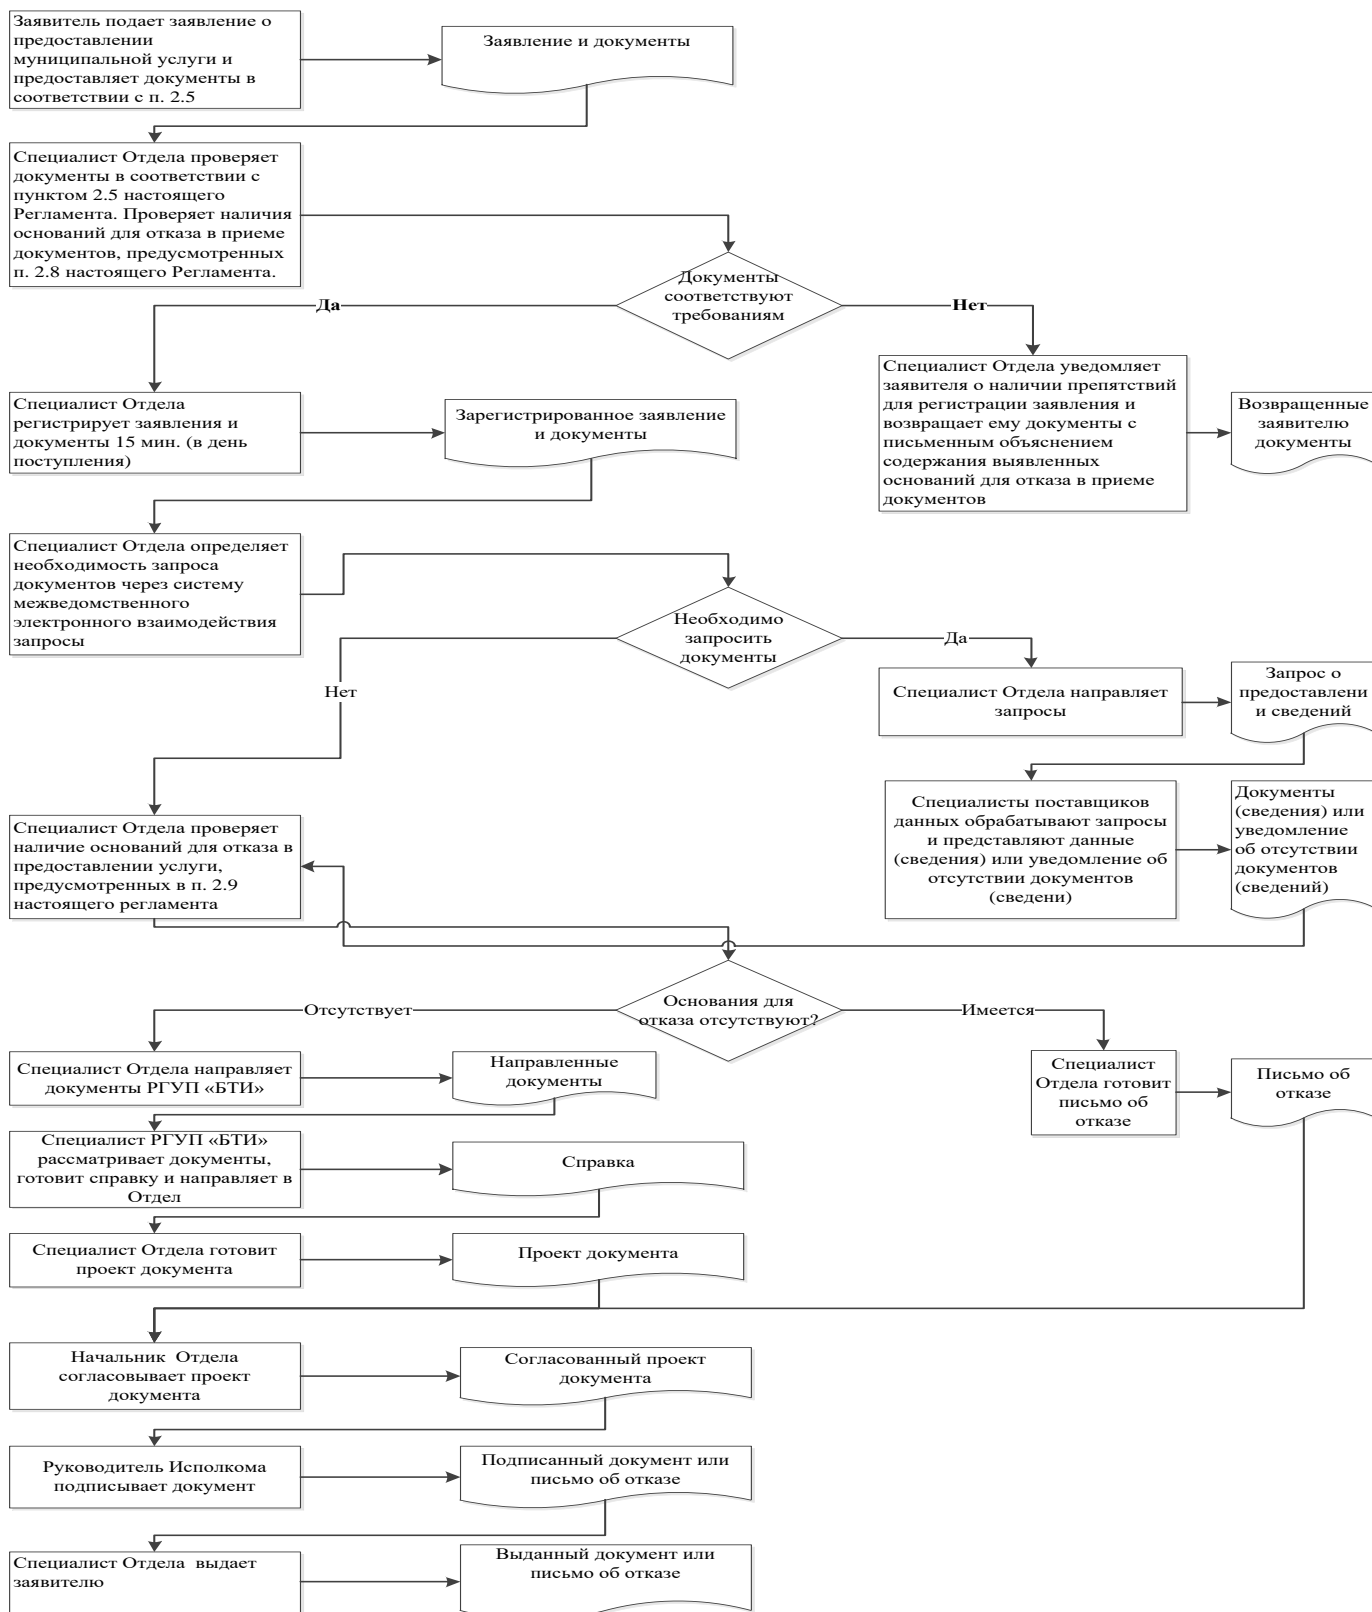 Заявитель подает заявление о
предоставлении
муниципальной услуги и
предоставляет документы в
соответствии с п. 2.5
Заявление и документы
Специалист Отдела проверяет
документы в соответствии с
пунктом 2.5 настоящего
Регламента. Проверяет наличия
оснований для отказа в приеме
документов, предусмотренных
п. 2.8 настоящего Регламента.
Документы
соответствуют
требованиям
Да
Нет
Специалист Отдела
регистрирует заявления и
документы 15 мин. (в день
поступления)
Зарегистрированное заявление
и документы
Специалист Отдела уведомляет
заявителя о наличии препятствий
для регистрации заявления и
возвращает ему документы с
письменным объяснением
содержания выявленных
оснований для отказа в приеме
документов
Возвращенные
заявителю
документы
Специалист Отдела определяет
необходимость запроса
документов через систему
межведомственного
электронного взаимодействия
запросы
Необходимо
запросить
документы
Да
Нет
Специалист Отдела направляет
запросы
Запрос о
предоставлени
и сведений
Специалисты поставщиков
данных обрабатывают запросы
и представляют данные
(сведения) или уведомление об
отсутствии документов
(сведени)
Документы
(сведения) или
уведомление
об отсутствии
документов
(сведений)
Специалист Отдела проверяет
наличие оснований для отказа в
предоставлении услуги,
предусмотренных в п. 2.9
настоящего регламента
Основания для
отказа отсутствуют?
Отсутствует
Имеется
Специалист Отдела направляет
документы РГУП «БТИ»
Направленные
документы
Специалист
Отдела готовит
письмо об
отказе
Письмо об
отказе
Специалист РГУП «БТИ»
рассматривает документы,
готовит справку и направляет в
Отдел
Справка
Специалист Отдела готовит
проект документа
Проект документа
Начальник  Отдела
согласовывает проект
документа
Согласованный проект
документа
Руководитель Исполкома
подписывает документ
Подписанный документ или
письмо об отказе
Специалист Отдела  выдает
заявителю
Выданный документ или
письмо об отказе